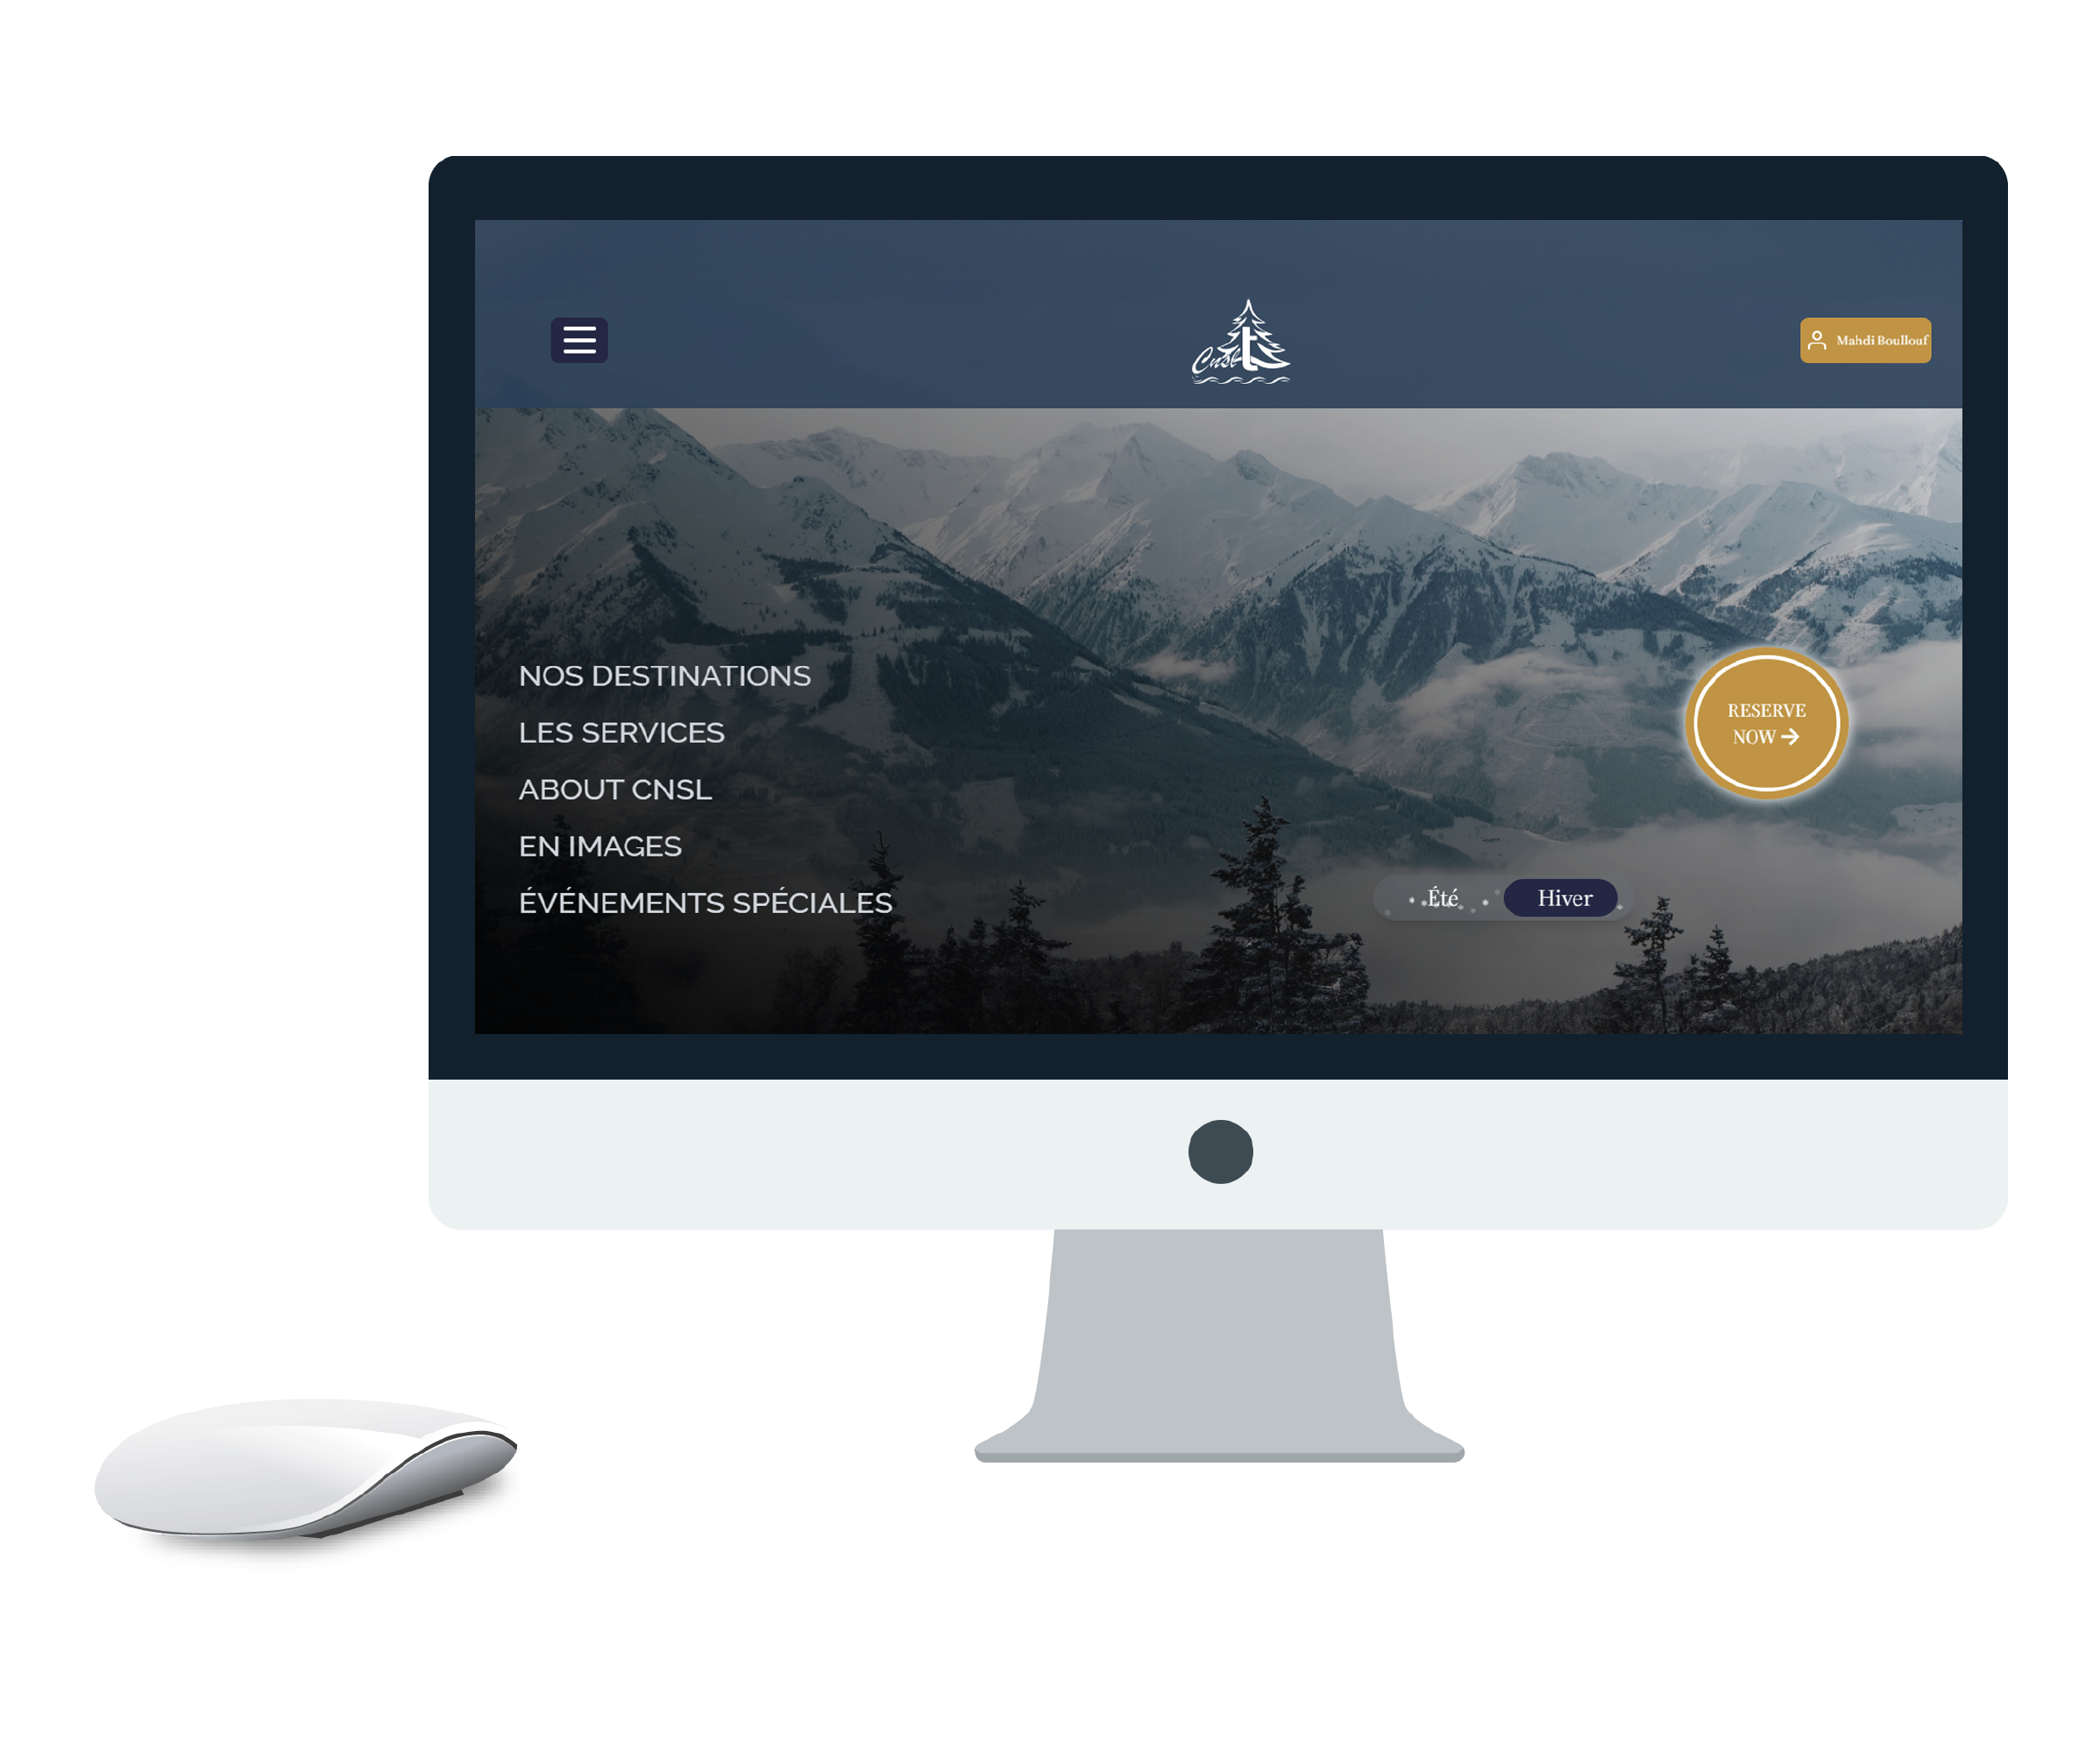 Cnsl
t
Mahdi Boullouf
NOS DESTINATIONS
LES SERVICES
ABOUT CNSL
EN IMAGES
ÉVÉNEMENTS SPÉCIALES
RESERVE
NOW →
Été
Hiver